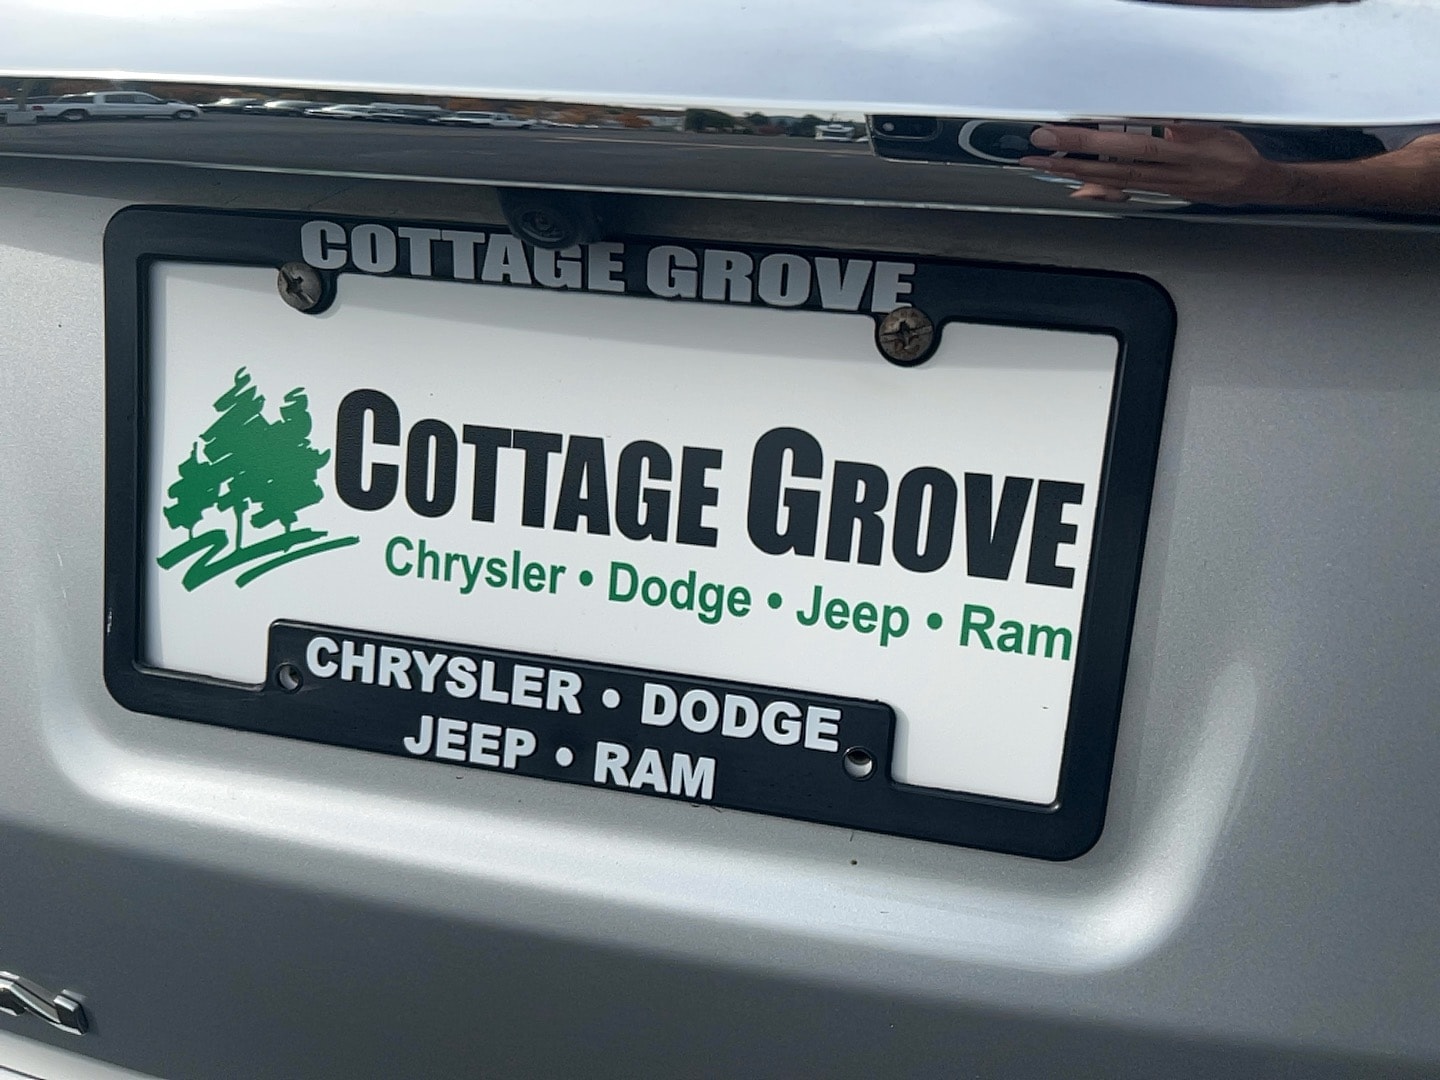 COTTAGE GROVE
COTTAGE GROVE
Chrysler • Dodge • Jeep • Ram
CHRYSLER • DODGE
JEEP • RAM